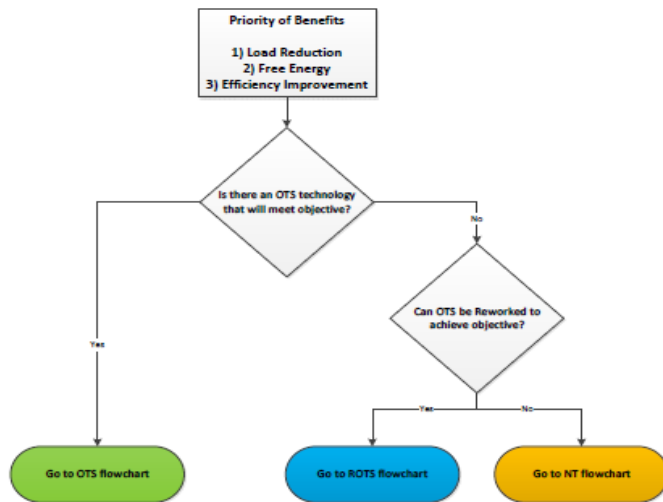 Priority of Benefits
1) Load Reduction
2) Free Energy
3) Efficiency Improvement
Is there an OTS technology
that will meet objective?
No
Can OTS be Reworked to
achieve objective?
Yes
Yes
No
Go to OTS flowchart
Go to ROTS flowchart
Go to NT flowchart